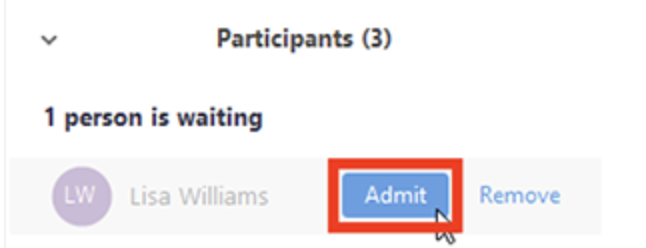 Participants (3)
1 person is waiting
LW Lisa Williams Admit Remove